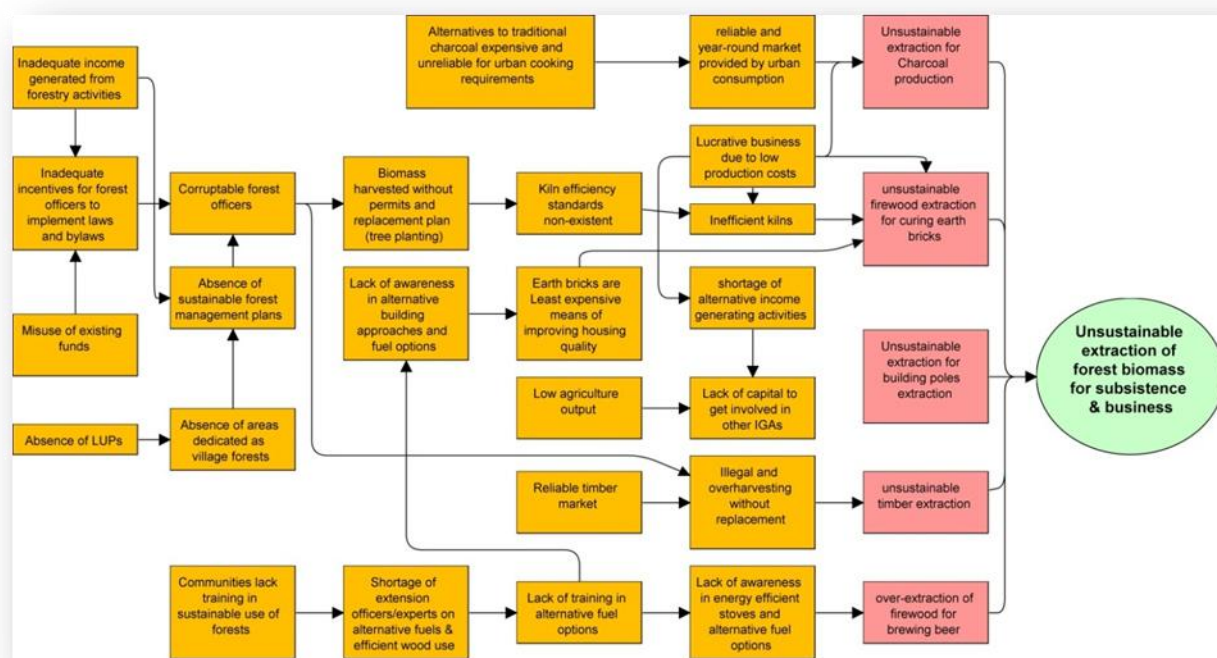 Alternatives to traditional
charcoal expensive and
unreliable for urban cooking
requirements
reliable and
year-round market
provided by urban
consumption
Unsustainable
extraction for
Charcoal
production
Inadequate income
generated from
forestry activities
Lucrative business
due to low
production costs
Inadequate
incentives for forest
officers to
implement laws
and bylaws
Corruptable forest
officers
Biomass
harvested without
permits and
replacement plan
(tree planting)
Kiln efficiency
standards
non-existent
Inefficient kilns
unsustainable
firewood extraction
for curing earth
bricks
Absence of
sustainable forest
management plans
Lack of awareness
in alternative
building
approaches and
fuel options
Earth bricks are
Least expensive
means of
improving housing
quality
shortage of
alternative income
generating activities
Misuse of existing
funds
Unsustainable
extraction for
building poles
extraction
Unsustainable
extraction of
forest biomass
for subsistence
& business
Low agriculture
output
Lack of capital to
get involved in
other IGAs
Absence of LUPs
Absence of areas
dedicated as
village forests
Reliable timber
market
Illegal and
overharvesting
without
replacement
unsustainable
timber extraction
Communities lack
training in
sustainable use of
forests
Shortage of
extension
officers/experts on
alternative fuels &
efficient wood use
Lack of training in
alternative fuel
options
Lack of awareness
in energy efficient
stoves and
alternative fuel
options
over-extraction of
firewood for
brewing beer